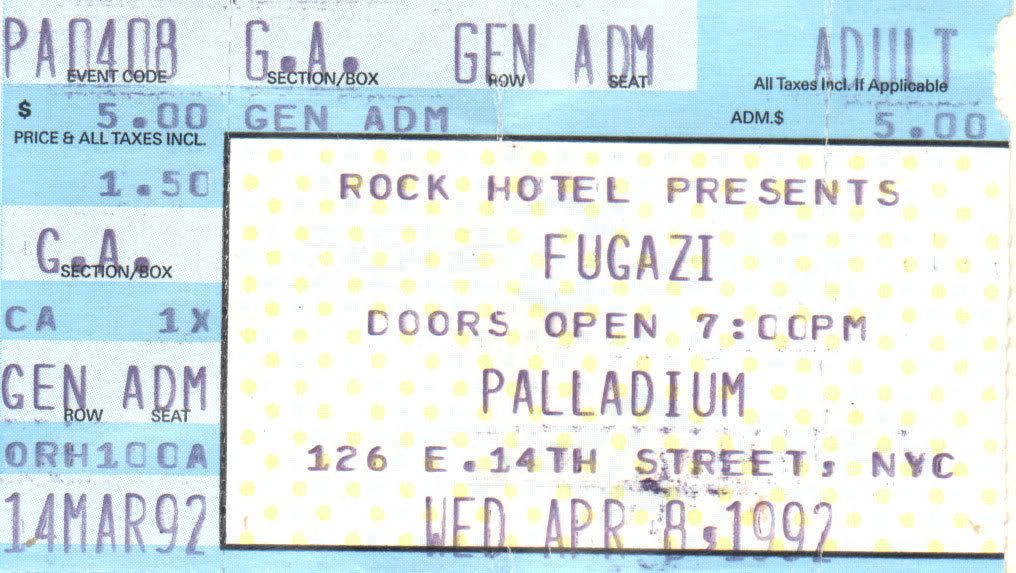 PA0408 G.A. GEN ADM ADULT
EVENT CODE SECTION/BOX ROW SEAT All Taxes Incl. If Applicable
$ 5.00 GEN ADM ADM.$ 5.00
PRICE & ALL TAXES INCL.
1.50
G.A.
SECTION/BOX
CA 1X
GEN ADM
ROW SEAT
ORH100A
14MAR92
ROCK HOTEL PRESENTS
FUGAZI
DOORS OPEN 7:00PM
PALLADIUM
126 E.14TH STREET, NYC
WED APR 8,1992